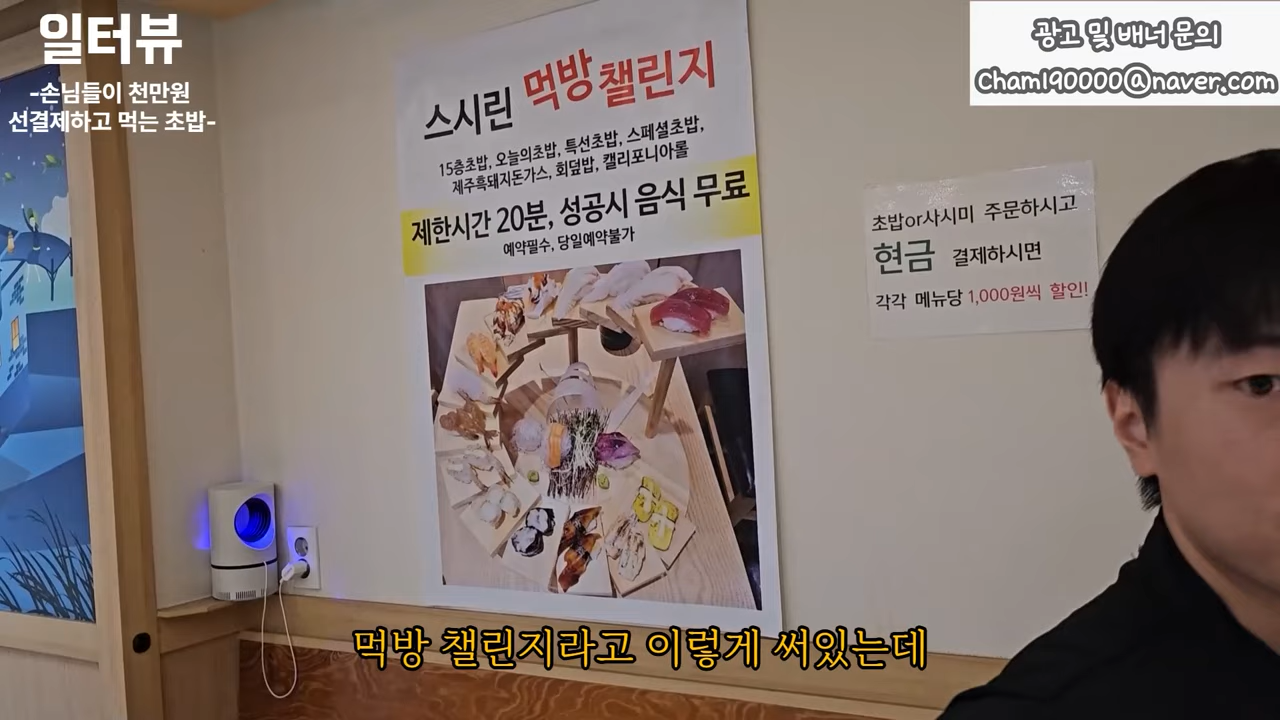 일터뷰
-손님들이 천만원
선결제하고 먹는 초밥-
광고 및 배너 문의
Cham190000@naver.com
스시린 먹방챌린지
15층초밥, 오늘의초밥, 특선초밥, 스페셜초밥,
제주흑돼지돈가스, 회덮밥, 캘리포니아롤
제한시간 20분, 성공시 음식 무료
예약필수, 당일예약불가
초밥or사시미 주문하시고
현금 결제하시면
각각 메뉴당 1,000원씩 할인!
먹방 챌린지라고 이렇게 써있는데